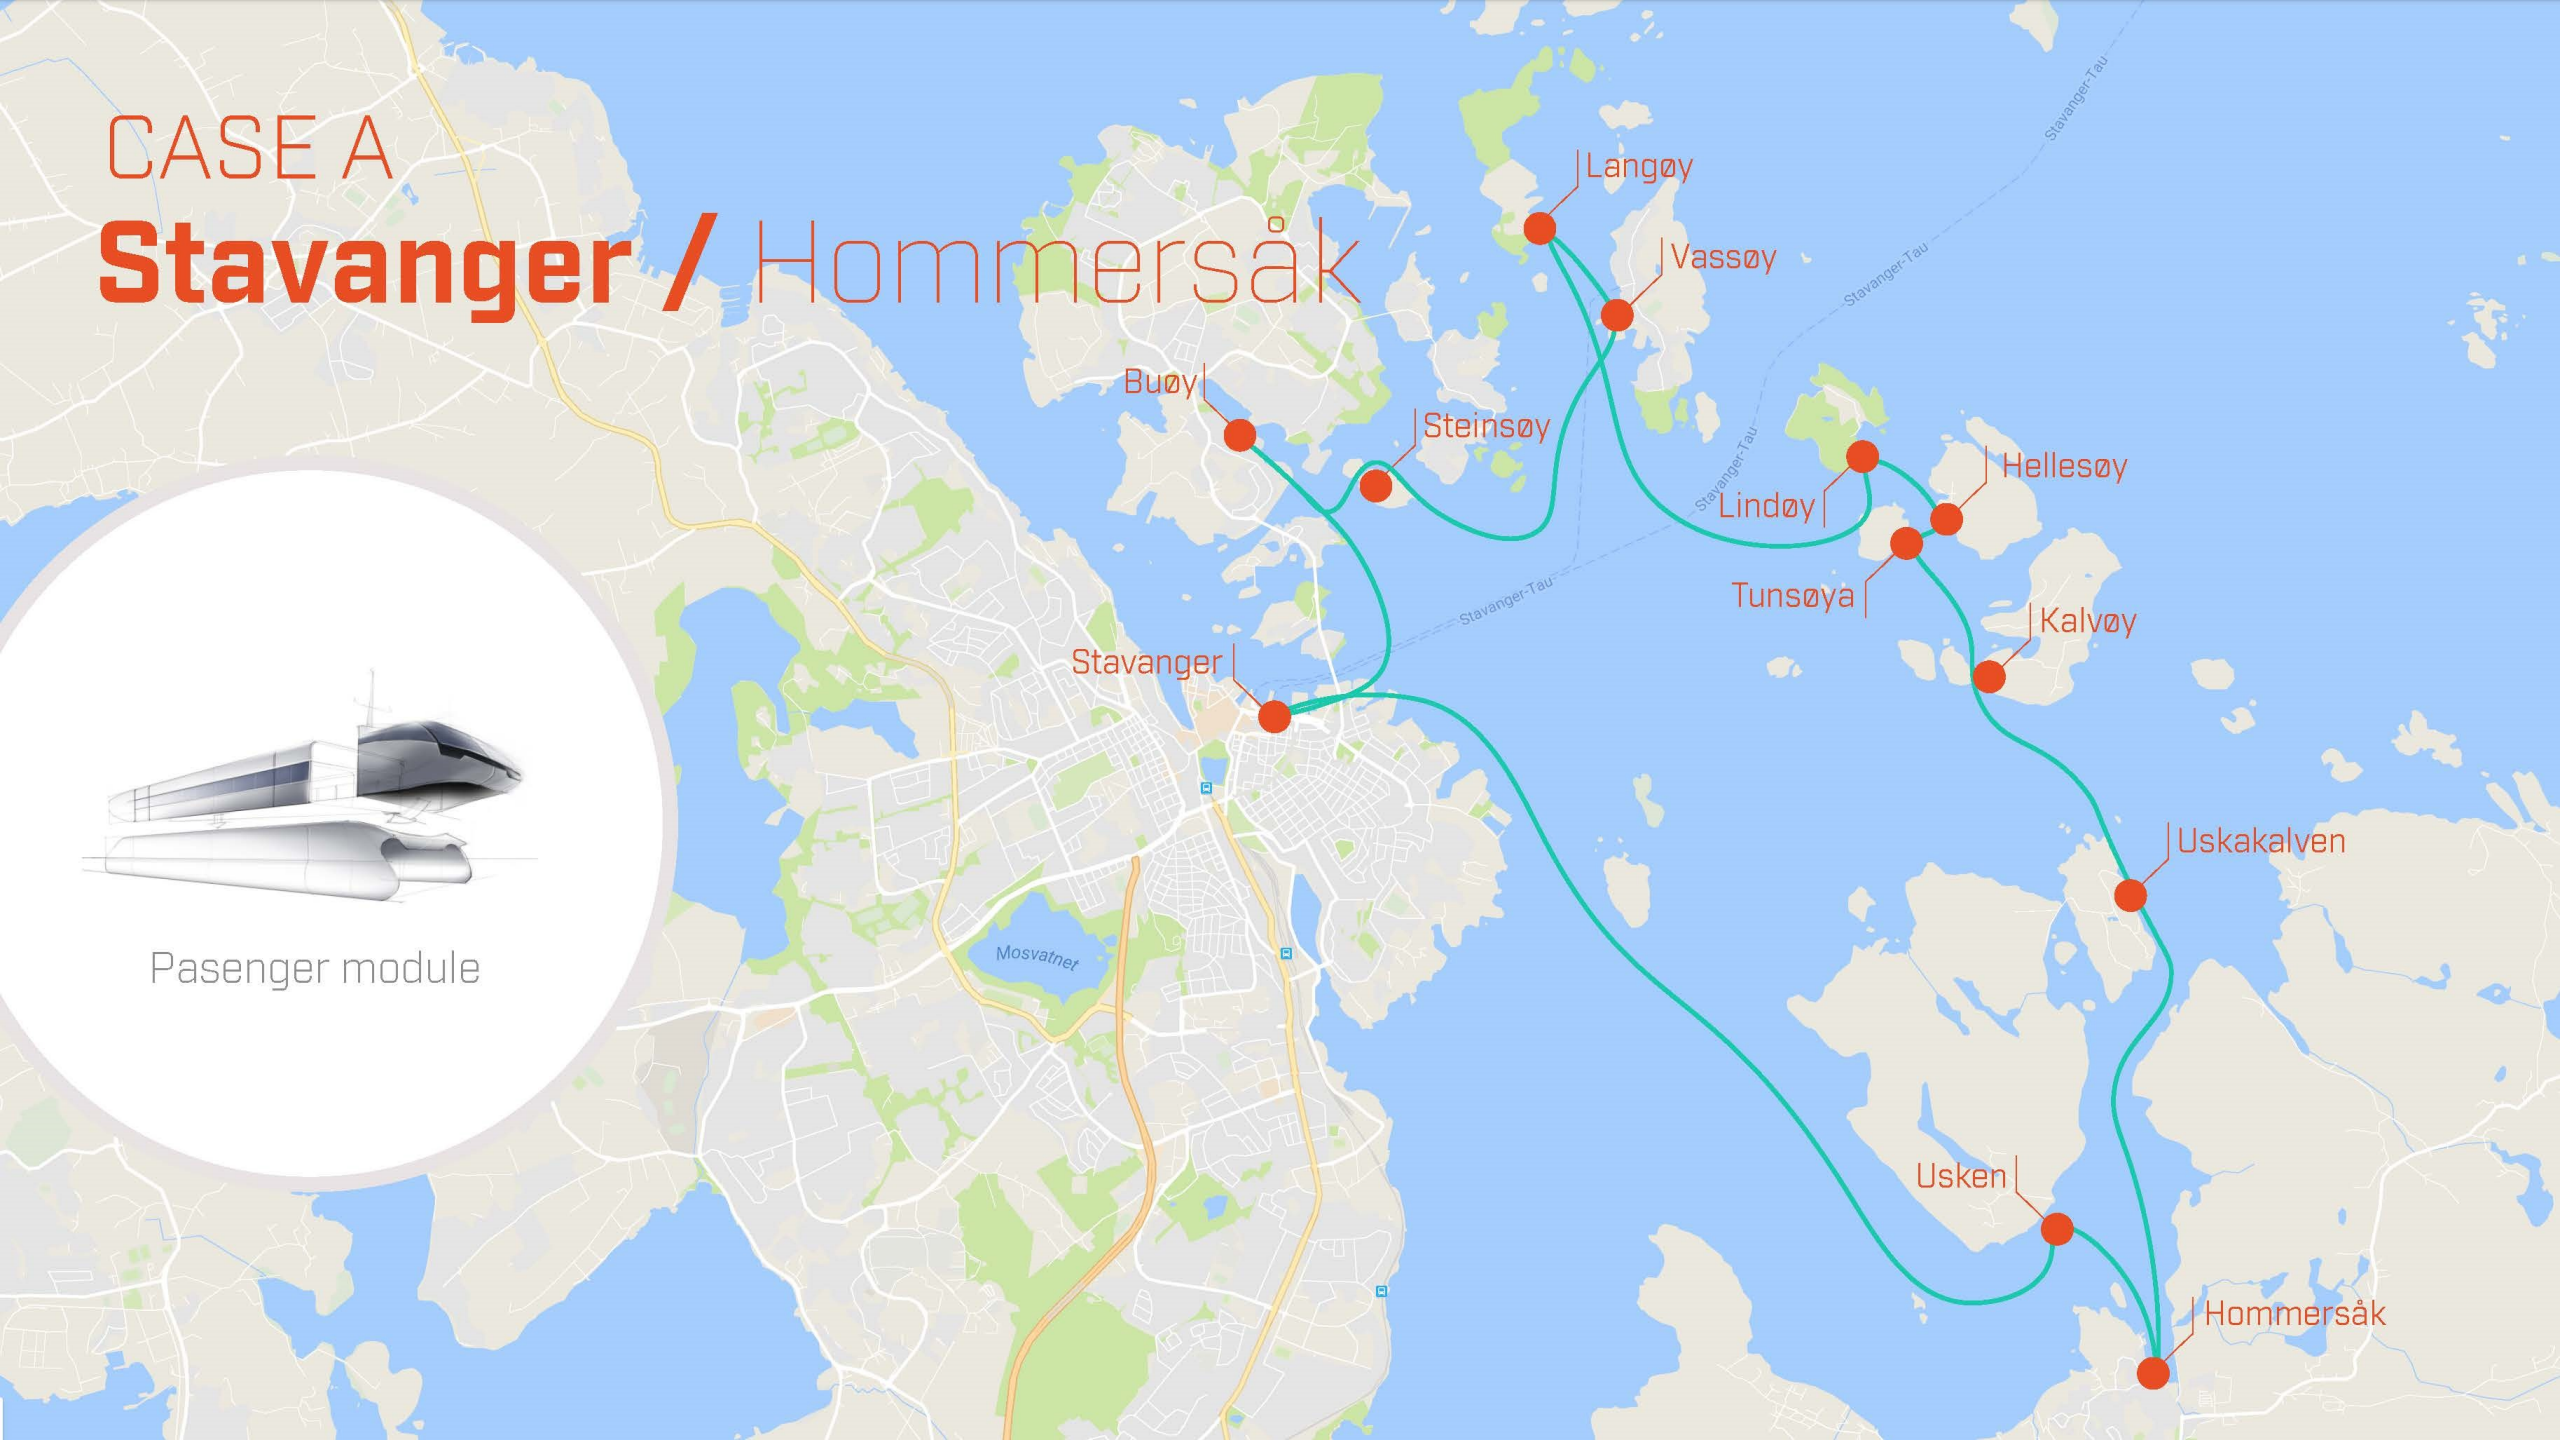 CASE A
Stavanger / Hommersåk
Langøy
Vassøy
Buøy
Steinsøy
Hellesøy
Lindøy
Tunsøya
Kalvøy
Stavanger
Uskakalven
Usken
Hommersåk
Pasenger module
Mosvatnet
Stavanger-Tau
Stavanger-Tau
Stavanger-Tau
Stavanger-Tau